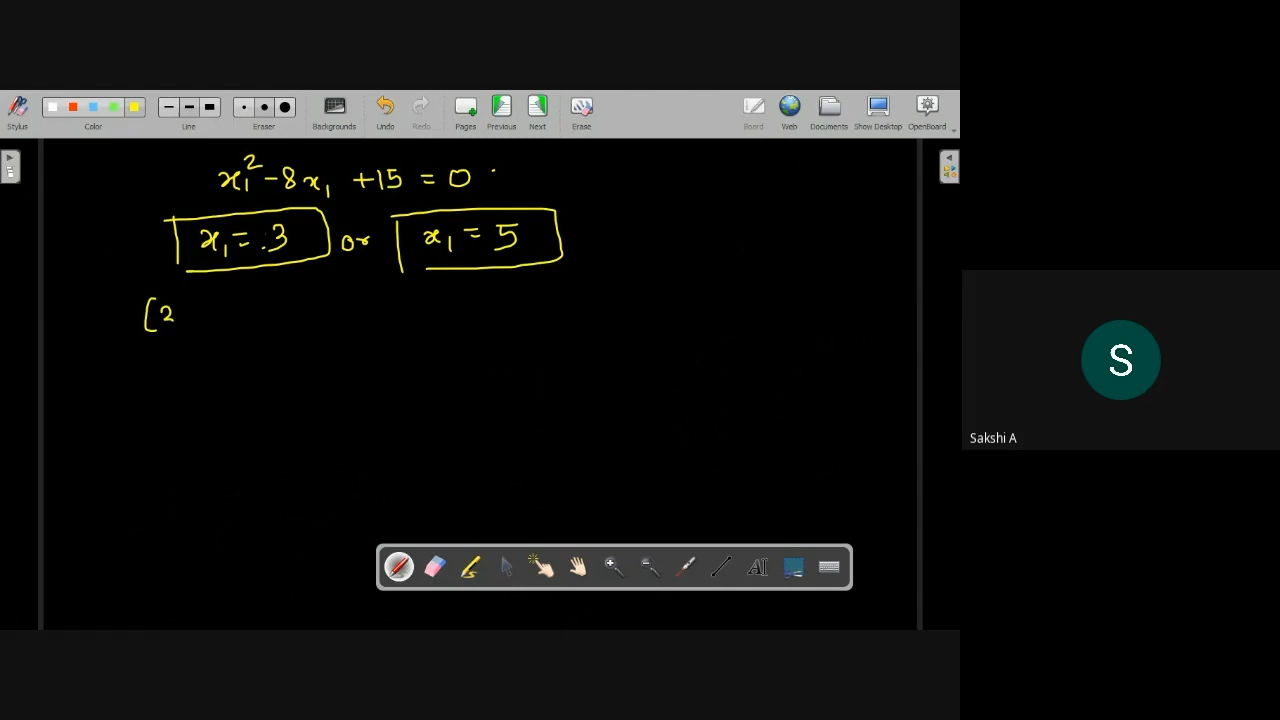 Stylus Color Line Eraser Backgrounds Undo Redo Pages Previous Next Erase Board Web Documents Show Desktop OpenBoard
x₁² - 8x₁ + 15 = 0
x₁ = 3 or x₁ = 5
[2
S
Sakshi A
AI